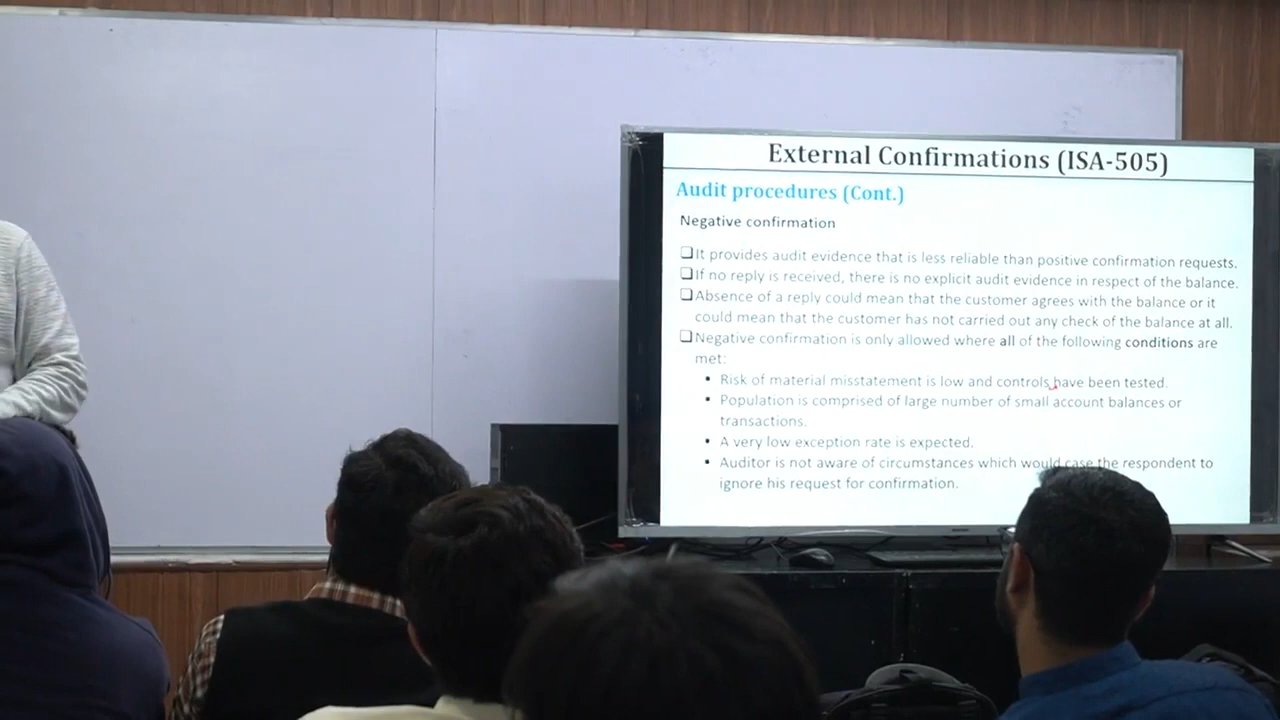 External Confirmations (ISA-505)
Audit procedures (Cont.)
Negative confirmation
❑It provides audit evidence that is less reliable than positive confirmation requests.
❑If no reply is received, there is no explicit audit evidence in respect of the balance.
❑Absence of a reply could mean that the customer agrees with the balance or it
could mean that the customer has not carried out any check of the balance at all.
❑Negative confirmation is only allowed where all of the following conditions are
met:
• Risk of material misstatement is low and controls have been tested.
• Population is comprised of large number of small account balances or
transactions.
• A very low exception rate is expected.
• Auditor is not aware of circumstances which would case the respondent to
ignore his request for confirmation.